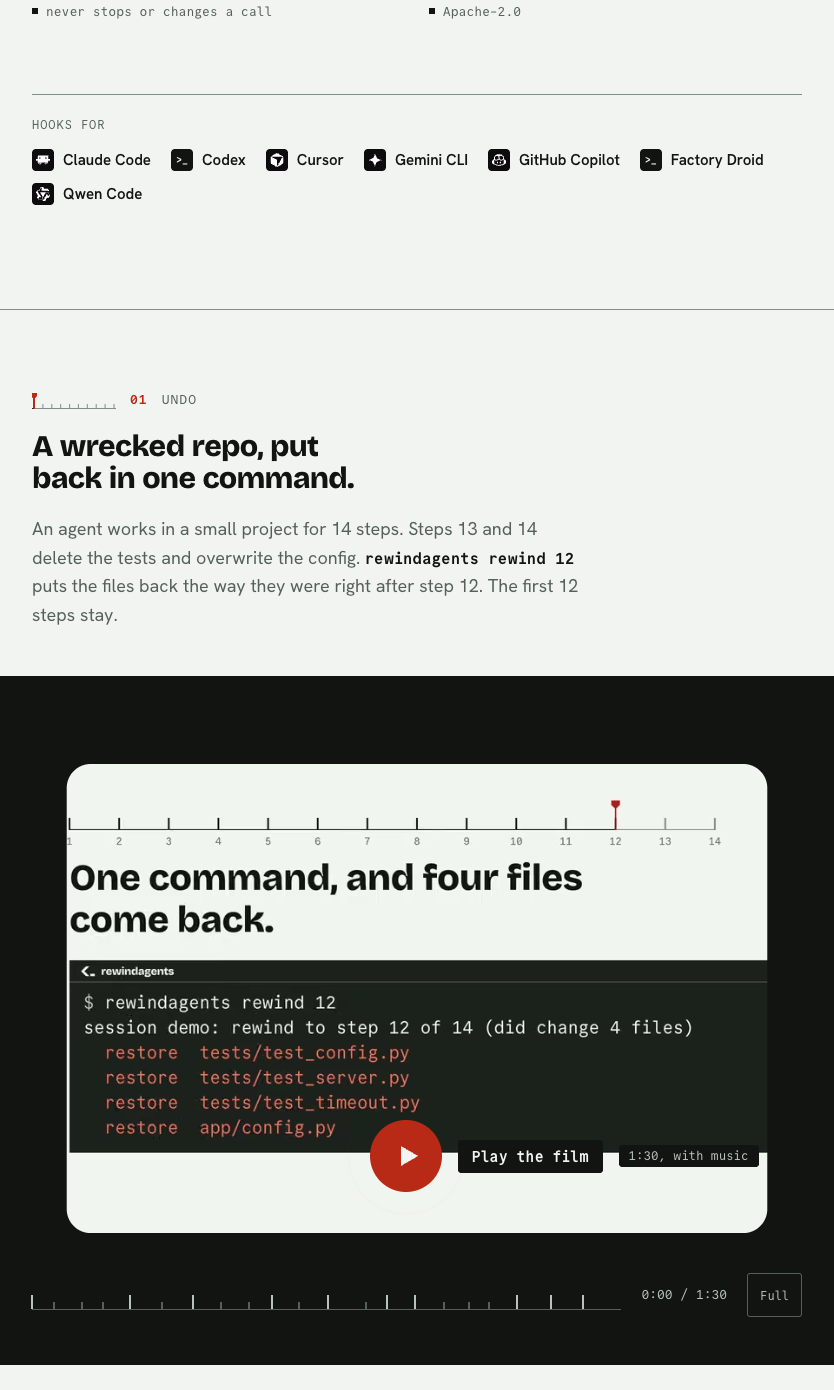 never stops or changes a call
Apache-2.0
HOOKS FOR
Claude Code
Codex
Cursor
Gemini CLI
GitHub Copilot
Factory Droid
Qwen Code
01 UNDO
A wrecked repo, put
back in one command.
An agent works in a small project for 14 steps. Steps 13 and 14
delete the tests and overwrite the config. rewindagents rewind 12
puts the files back the way they were right after step 12. The first 12
steps stay.
1 2 3 4 5 6 7 8 9 10 11 12 13 14
One command, and four files
come back.
rewindagents
$ rewindagents rewind 12
session demo: rewind to step 12 of 14 (did change 4 files)
restore tests/test_config.py
restore tests/test_server.py
restore tests/test_timeout.py
restore app/config.py
Play the film
1:30, with music
0:00 / 1:30
Full